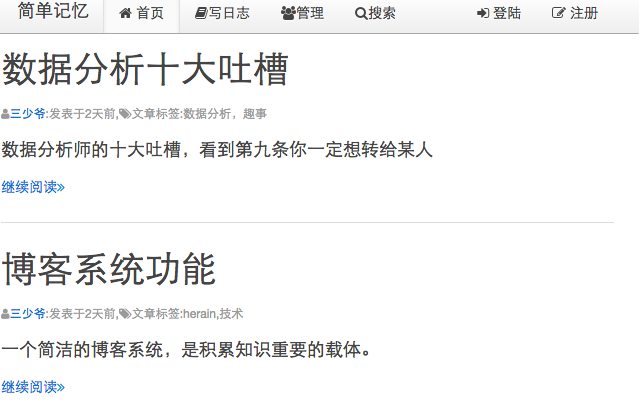 简单记忆 首页 写日志 管理 搜索 登陆 注册
数据分析十大吐槽
三少爷:发表于2天前,文章标签:数据分析，趣事
数据分析师的十大吐槽，看到第九条你一定想转给某人
继续阅读»
博客系统功能
三少爷:发表于2天前,文章标签:herain,技术
一个简洁的博客系统，是积累知识重要的载体。
继续阅读»